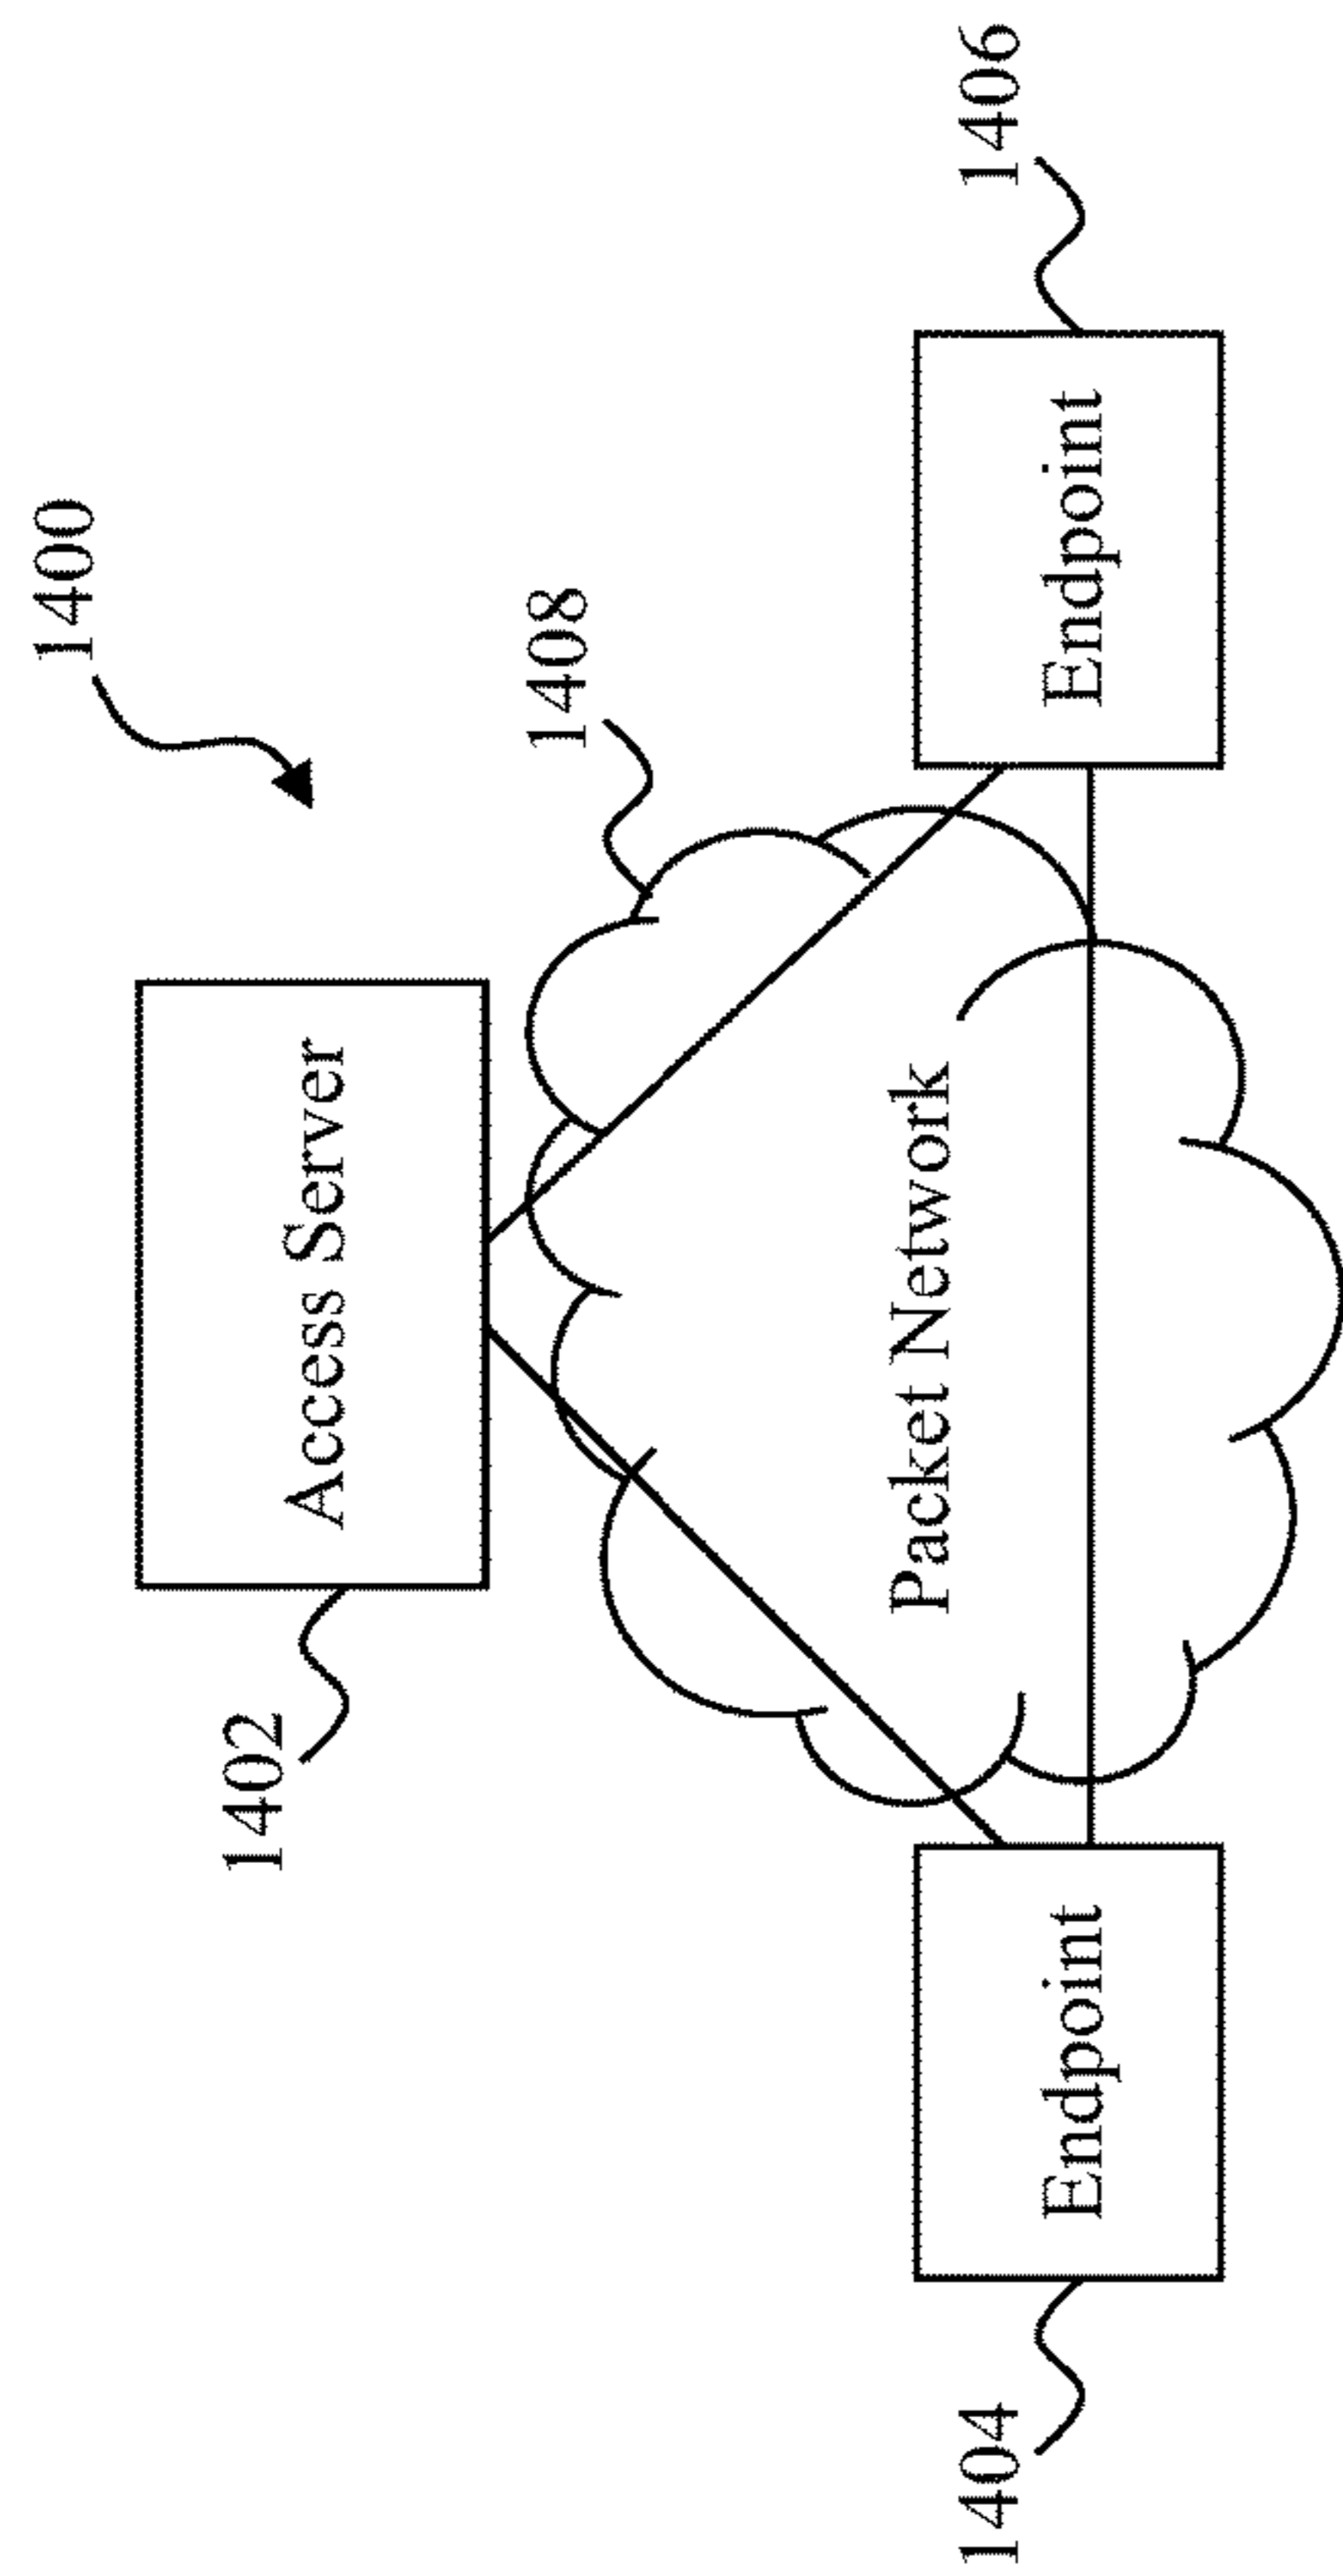 1400
1402
Access Server
1408
Packet Network
1404
Endpoint
Endpoint
1406